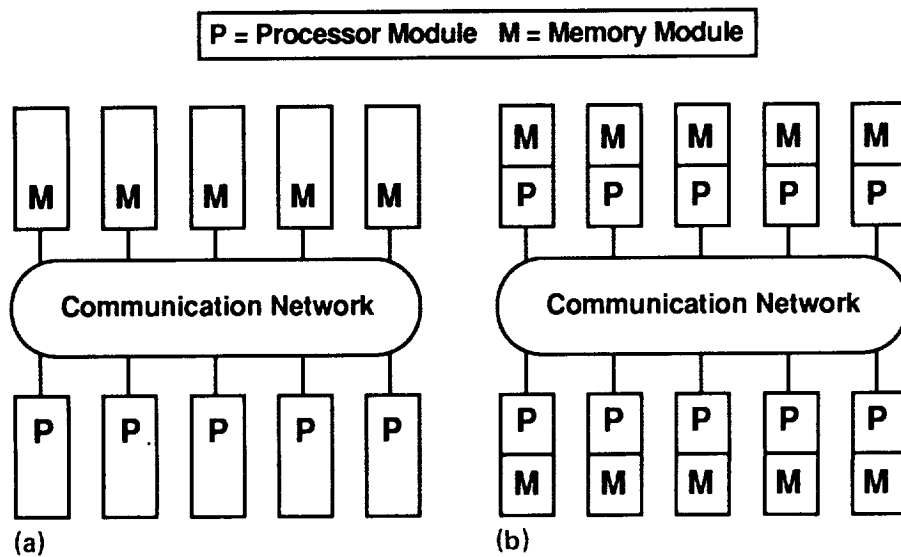 P = Processor Module M = Memory Module
M M M M M
Communication Network
P P P P P
(a)
M M M M M
P P P P P
Communication Network
P P P P P
M M M M M
(b)